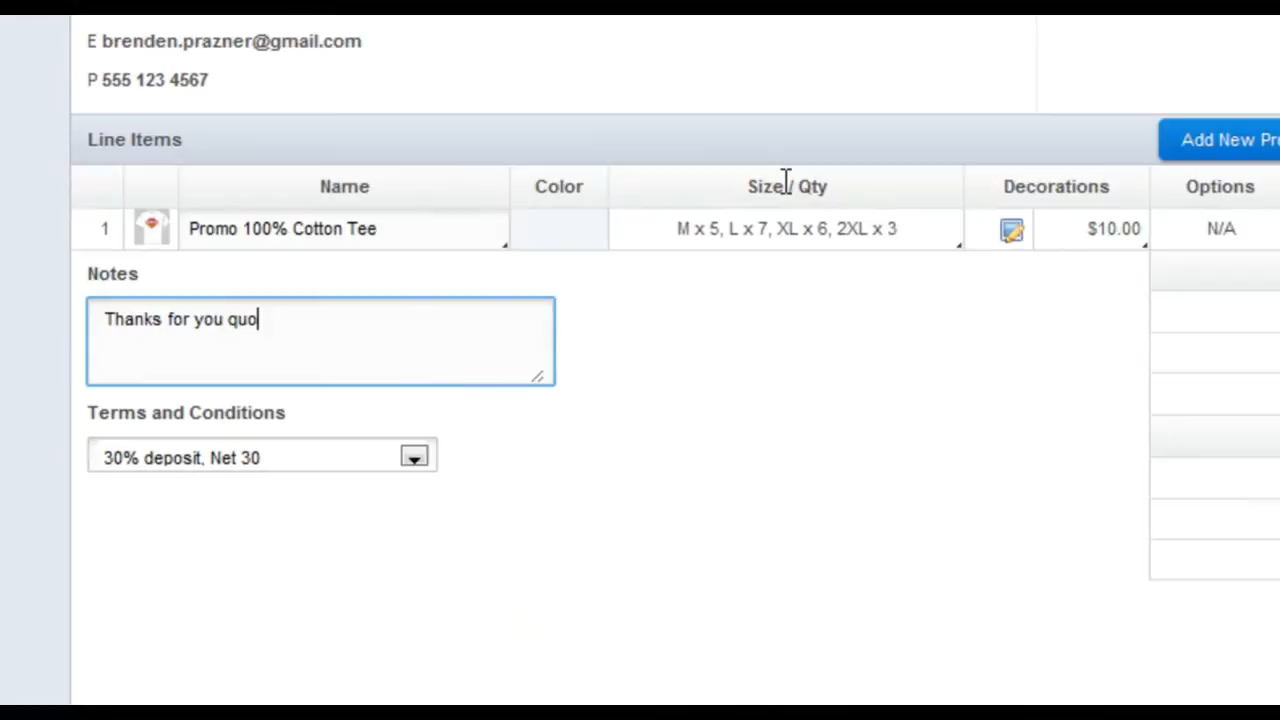 E brenden.prazner@gmail.com
P 555 123 4567
Line Items
Add New Pr
Name Color Size / Qty Decorations Options
1 Promo 100% Cotton Tee M x 5, L x 7, XL x 6, 2XL x 3 $10.00 N/A
Notes
Thanks for you quo
Terms and Conditions
30% deposit, Net 30